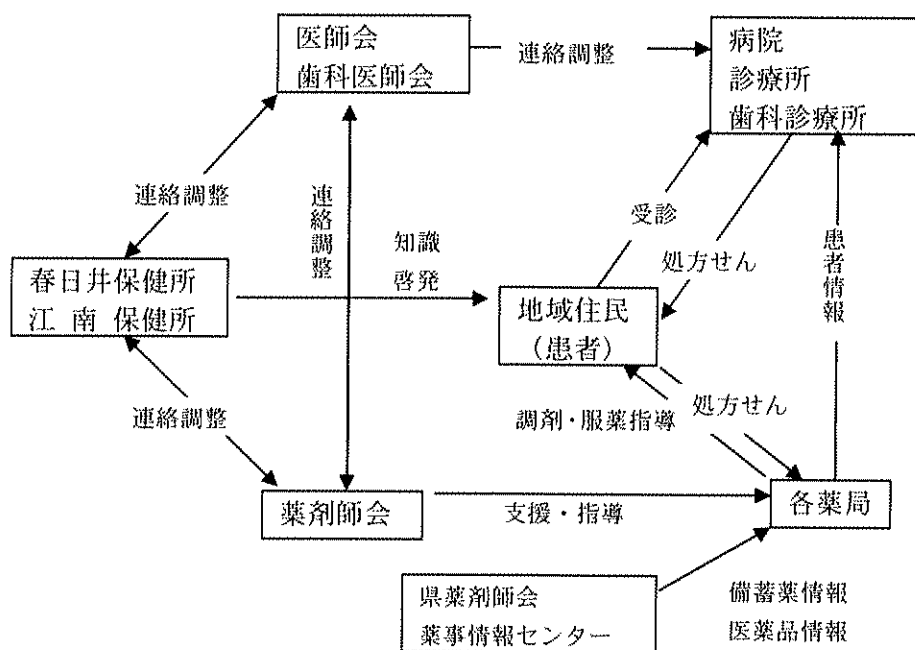 医師会
歯科医師会
連絡調整
病院
診療所
歯科診療所
連絡調整
連絡調整
知識
啓発
受診
処方せん
患者情報
春日井保健所
江南保健所
地域住民
(患者)
連絡調整
調剤・服薬指導
処方せん
薬剤師会
支援・指導
各薬局
県薬剤師会
薬事情報センター
備蓄薬情報
医薬品情報